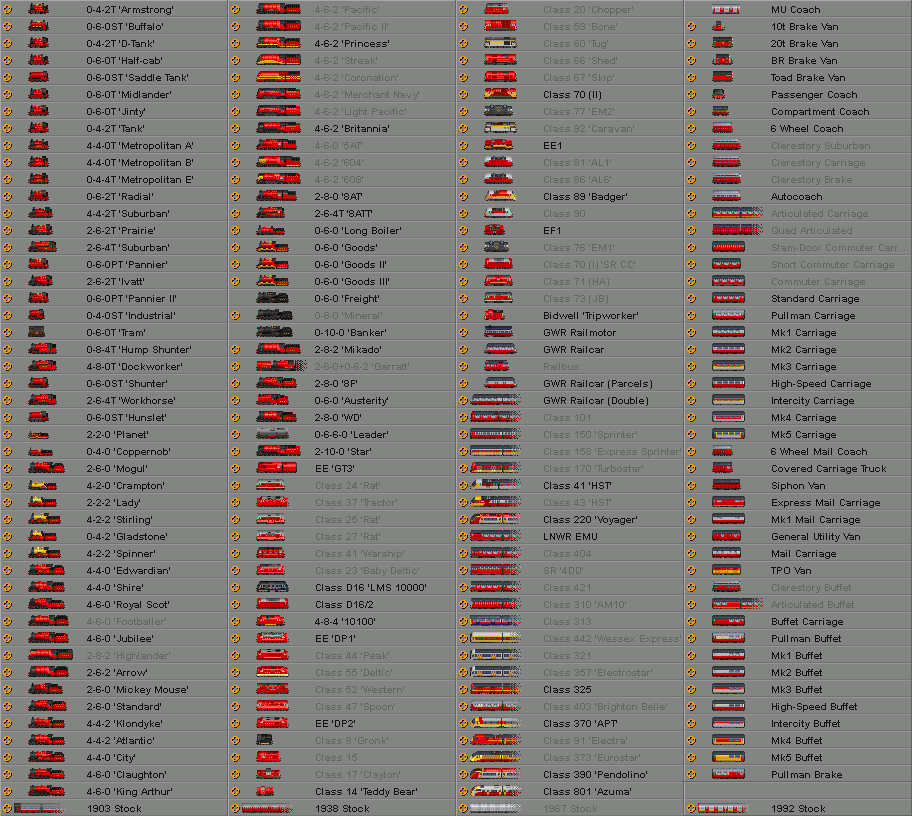 0-4-2T 'Armstrong'
0-6-0ST 'Buffalo'
0-4-2T 'D-Tank'
0-6-0T 'Half-cab'
0-6-0ST 'Saddle Tank'
0-6-0T 'Midlander'
0-6-0T 'Jinty'
0-4-2T 'Tank'
4-4-0T 'Metropolitan A'
4-4-0T 'Metropolitan B'
0-4-4T 'Metropolitan E'
0-6-2T 'Radial'
4-4-2T 'Suburban'
2-6-2T 'Prairie'
2-6-4T 'Suburban'
0-6-0PT 'Pannier'
2-6-2T 'Ivatt'
0-6-0PT 'Pannier II'
0-4-0ST 'Industrial'
0-6-0T 'Tram'
0-8-4T 'Hump Shunter'
4-8-0T 'Dockworker'
0-6-0ST 'Shunter'
2-6-4T 'Workhorse'
0-6-0ST 'Hunslet'
2-2-0 'Planet'
0-4-0 'Coppernob'
2-6-0 'Mogul'
4-2-0 'Crampton'
2-2-2 'Lady'
4-2-2 'Stirling'
0-4-2 'Gladstone'
4-2-2 'Spinner'
4-4-0 'Edwardian'
4-4-0 'Shire'
4-6-0 'Royal Scot'
4-6-0 'Footballer'
4-6-0 'Jubilee'
2-8-2 'Highlander'
2-6-2 'Arrow'
2-6-0 'Mickey Mouse'
2-6-0 'Standard'
4-4-2 'Klondyke'
4-4-2 'Atlantic'
4-4-0 'City'
4-6-0 'Claughton'
4-6-0 'King Arthur'
1903 Stock
4-6-2 'Pacific'
4-6-2 'Pacific II'
4-6-2 'Princess'
4-6-2 'Streak'
4-6-2 'Coronation'
4-6-2 'Merchant Navy'
4-6-2 'Light Pacific'
4-6-2 'Britannia'
4-6-0 '5AT'
4-6-2 '604'
4-6-2 '608'
2-8-0 '8AT'
2-6-4T '8ATT'
0-6-0 'Long Boiler'
0-6-0 'Goods'
0-6-0 'Goods II'
0-6-0 'Goods III'
0-6-0 'Freight'
0-8-0 'Mineral'
0-10-0 'Banker'
2-8-2 'Mikado'
2-6-0+0-6-2 'Garratt'
2-8-0 '8F'
0-6-0 'Austerity'
2-8-0 'WD'
0-6-6-0 'Leader'
2-10-0 'Star'
EE 'GT3'
Class 24 'Rat'
Class 37 'Tractor'
Class 25 'Rat'
Class 27 'Rat'
Class 41 'Warship'
Class 23 'Baby Deltic'
Class D16 'LMS 10000'
Class D16/2
4-8-4 '10100'
EE 'DP1'
Class 44 'Peak'
Class 55 'Deltic'
Class 52 'Western'
Class 47 'Spoon'
EE 'DP2'
Class 8 'Gronk'
Class 15
Class 17 'Clayton'
Class 14 'Teddy Bear'
1938 Stock
Class 20 'Chopper'
Class 58 'Bone'
Class 60 'Tug'
Class 66 'Shed'
Class 67 'Skip'
Class 70 (II)
Class 77 'EM2'
Class 92 'Caravan'
EE1
Class 81 'AL1'
Class 86 'AL6'
Class 89 'Badger'
Class 90
EF1
Class 76 'EM1'
Class 70 (I)'SR CC'
Class 71 (HA)
Class 73 (JB)
Bidwell 'Tripworker'
GWR Railmotor
GWR Railcar
Railbus
GWR Railcar (Parcels)
GWR Railcar (Double)
Class 101
Class 150 'Sprinter'
Class 158 'Express Sprinter'
Class 170 'Turbostar'
Class 41 'HST'
Class 43 'HST'
Class 220 'Voyager'
LNWR EMU
Class 404
SR '4DD'
Class 421
Class 310 'AM10'
Class 313
Class 442 'Wessex Express'
Class 321
Class 357 'Electrostar'
Class 325
Class 403 'Brighton Belle'
Class 370 'APT'
Class 91 'Electra'
Class 373 'Eurostar'
Class 390 'Pendolino'
Class 801 'Azuma'
1967 Stock
MU Coach
10t Brake Van
20t Brake Van
BR Brake Van
Toad Brake Van
Passenger Coach
Compartment Coach
6 Wheel Coach
Clerestory Suburban
Clerestory Carriage
Clerestory Brake
Autocoach
Articulated Carriage
Quad Articulated
Slam-Door Commuter Carr ...
Short Commuter Carriage
Commuter Carriage
Standard Carriage
Pullman Carriage
Mk1 Carriage
Mk2 Carriage
Mk3 Carriage
High-Speed Carriage
Intercity Carriage
Mk4 Carriage
Mk5 Carriage
6 Wheel Mail Coach
Covered Carriage Truck
Siphon Van
Express Mail Carriage
Mk1 Mail Carriage
General Utility Van
Mail Carriage
TPO Van
Clerestory Buffet
Articulated Buffet
Buffet Carriage
Pullman Buffet
Mk1 Buffet
Mk2 Buffet
Mk3 Buffet
High-Speed Buffet
Intercity Buffet
Mk4 Buffet
Mk5 Buffet
Pullman Brake
1992 Stock